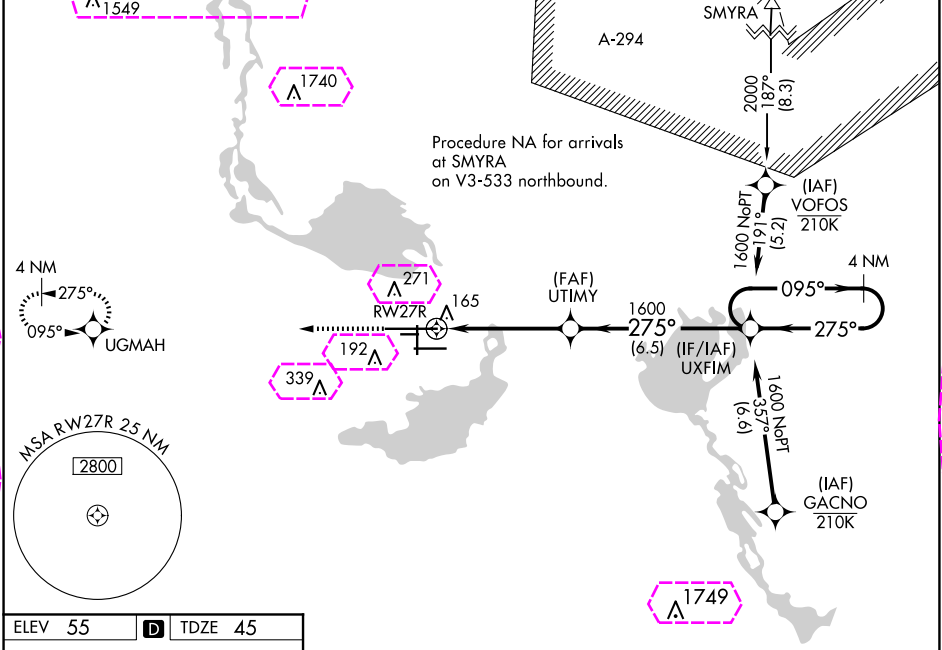 1549
SMYRA
A-294
1740
2000
187°
(8.3)
Procedure NA for arrivals
at SMYRA
on V3-533 northbound.
(IAF)
VOFOS
210K
1600 NoPT
191°
(5.2)
4 NM
275°
095°
UGMAH
271
RW27R
165
(FAF)
UTIMY
4 NM
095°
1600
275°
(6.5)
(IF/IAF)
UXFIM
275°
192
339
1600 NoPT
357°
(6.6)
MSA RW27R 25 NM
2800
(IAF)
GACNO
210K
1749
ELEV 55 D TDZE 45